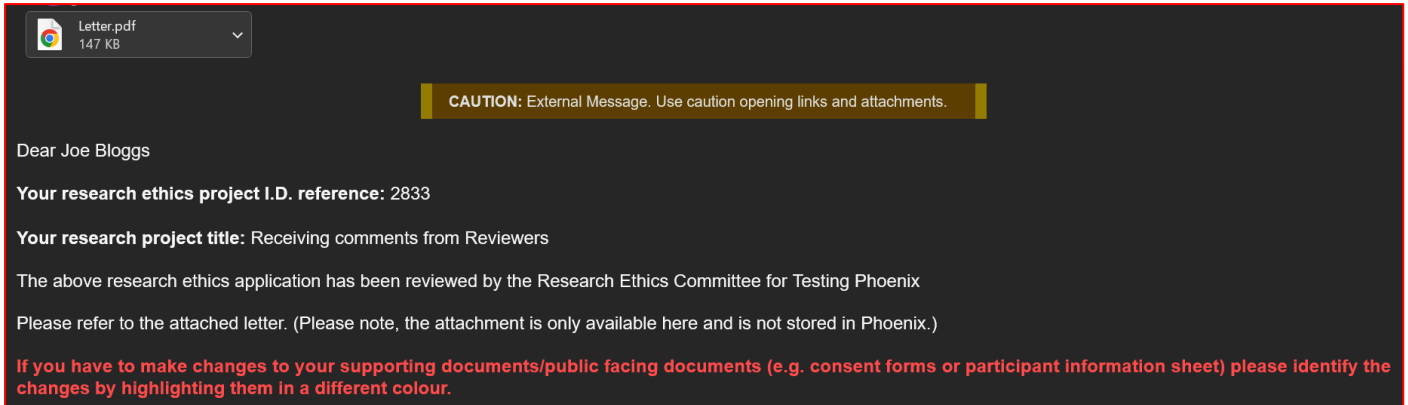 Letter.pdf
147 KB
CAUTION: External Message. Use caution opening links and attachments.
Dear Joe Bloggs
Your research ethics project I.D. reference: 2833
Your research project title: Receiving comments from Reviewers
The above research ethics application has been reviewed by the Research Ethics Committee for Testing Phoenix
Please refer to the attached letter. (Please note, the attachment is only available here and is not stored in Phoenix.)
If you have to make changes to your supporting documents/public facing documents (e.g. consent forms or participant information sheet) please identify the
changes by highlighting them in a different colour.